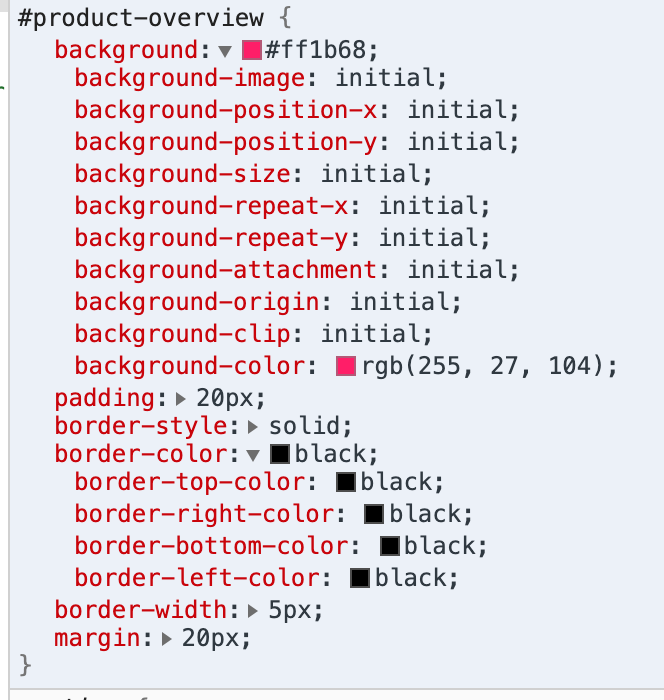 #product-overview {
background: #ff1b68;
background-image: initial;
background-position-x: initial;
background-position-y: initial;
background-size: initial;
background-repeat-x: initial;
background-repeat-y: initial;
background-attachment: initial;
background-origin: initial;
background-clip: initial;
background-color: rgb(255, 27, 104);
padding: 20px;
border-style: solid;
border-color: black;
border-top-color: black;
border-right-color: black;
border-bottom-color: black;
border-left-color: black;
border-width: 5px;
margin: 20px;
}